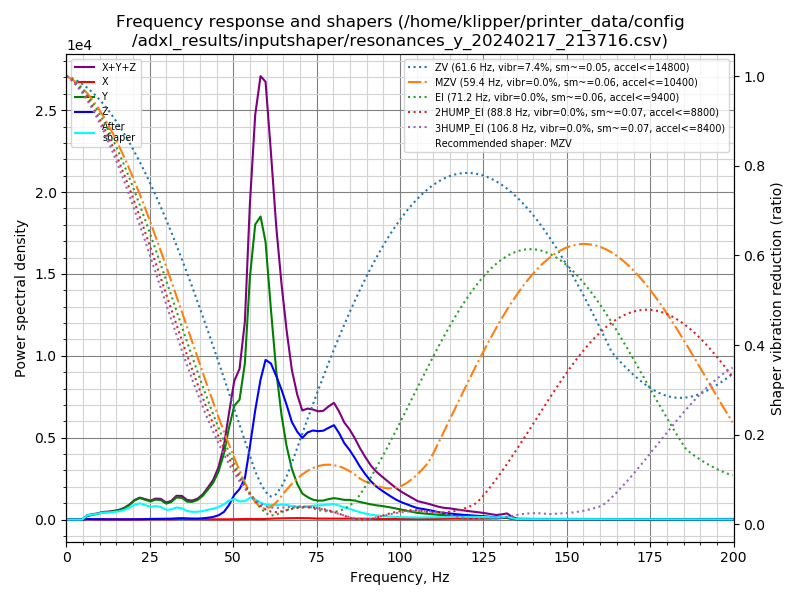 Frequency response and shapers (/home/klipper/printer_data/config
/adxl_results/inputshaper/resonances_y_20240217_213716.csv)
1e4
X+Y+Z
X
Y
Z
After
shaper
ZV (61.6 Hz, vibr=7.4%, sm~=0.05, accel<=14800)
MZV (59.4 Hz, vibr=0.0%, sm~=0.06, accel<=10400)
EI (71.2 Hz, vibr=0.0%, sm~=0.06, accel<=9400)
2HUMP_EI (88.8 Hz, vibr=0.0%, sm~=0.07, accel<=8800)
3HUMP_EI (106.8 Hz, vibr=0.0%, sm~=0.07, accel<=8400)
Recommended shaper: MZV
Power spectral density
2.5
2.0
1.5
1.0
0.5
0.0
1.0
0.8
0.6
0.4
0.2
0.0
Shaper vibration reduction (ratio)
0 25 50 75 100 125 150 175 200
Frequency, Hz